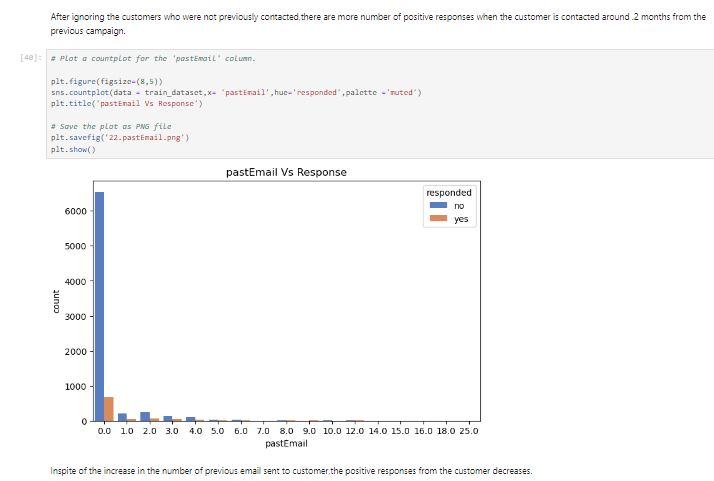 After ignoring the customers who were not previously contacted,there are more number of positive responses when the customer is contacted around 2 months from the
previous campaign.
[40]: # Plot a countplot for the 'pastEmail' column.
plt.figure(figsize=(8,5))
sns.countplot(data = train_dataset,x= 'pastEmail',hue='responded',palette ='muted')
plt.title('pastEmail Vs Response')
# Save the plot as PNG file
plt.savefig('22.pastEmail.png')
plt.show()
pastEmail Vs Response
responded
no
yes
6000
5000
4000
3000
2000
1000
0
count
0.0 1.0 2.0 3.0 4.0 5.0 6.0 7.0 8.0 9.0 10.0 12.0 14.0 15.0 16.0 18.0 25.0
pastEmail
Inspite of the increase in the number of previous email sent to customer,the positive responses from the customer decreases.